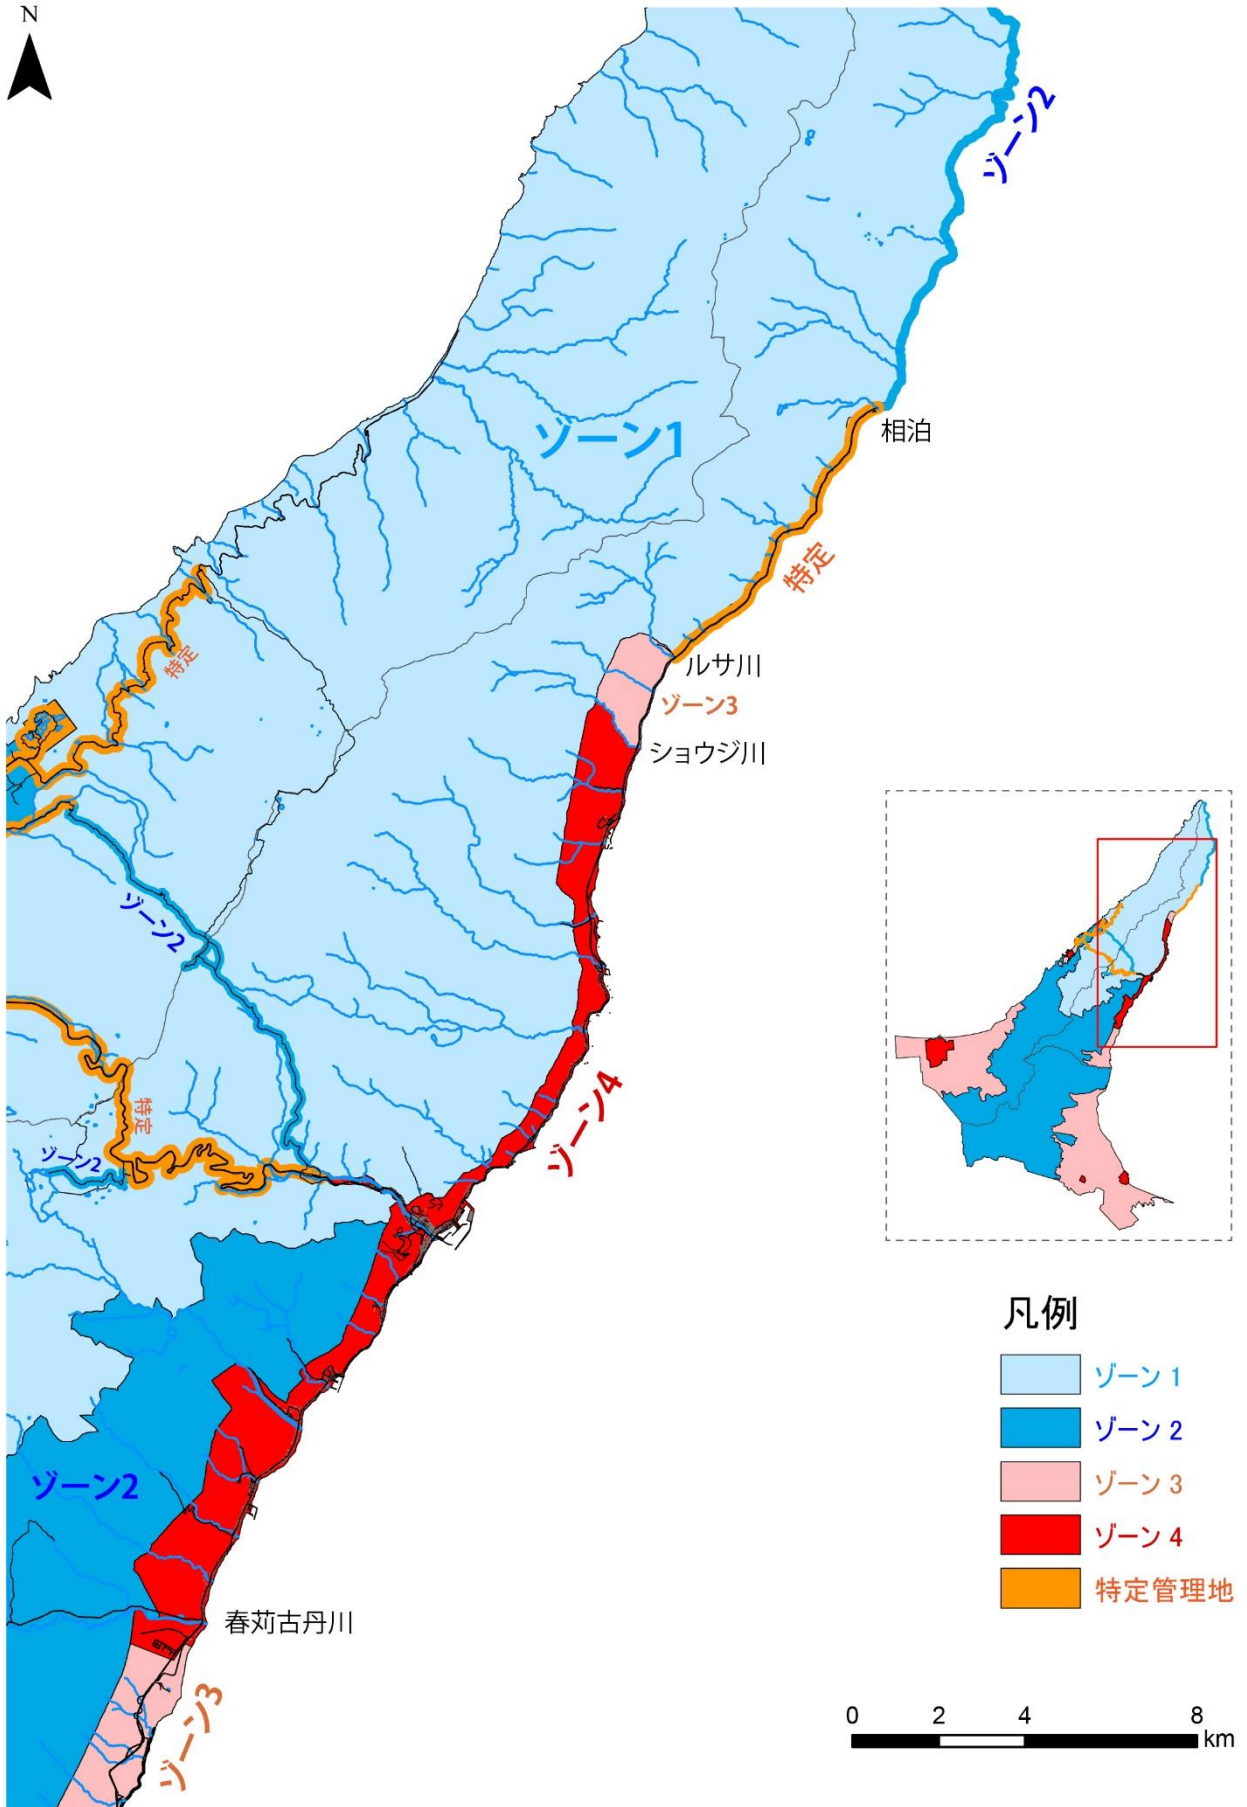 N
ゾーン2
ゾーン1
相泊
特定
特定
ルサ川
ゾーン3
ショウジ川
ゾーン2
ゾーン4
特定
ゾーン2
ゾーン2
春苅古丹川
ゾーン3
凡例
ゾーン 1
ゾーン 2
ゾーン 3
ゾーン 4
特定管理地
0 2 4 8
km